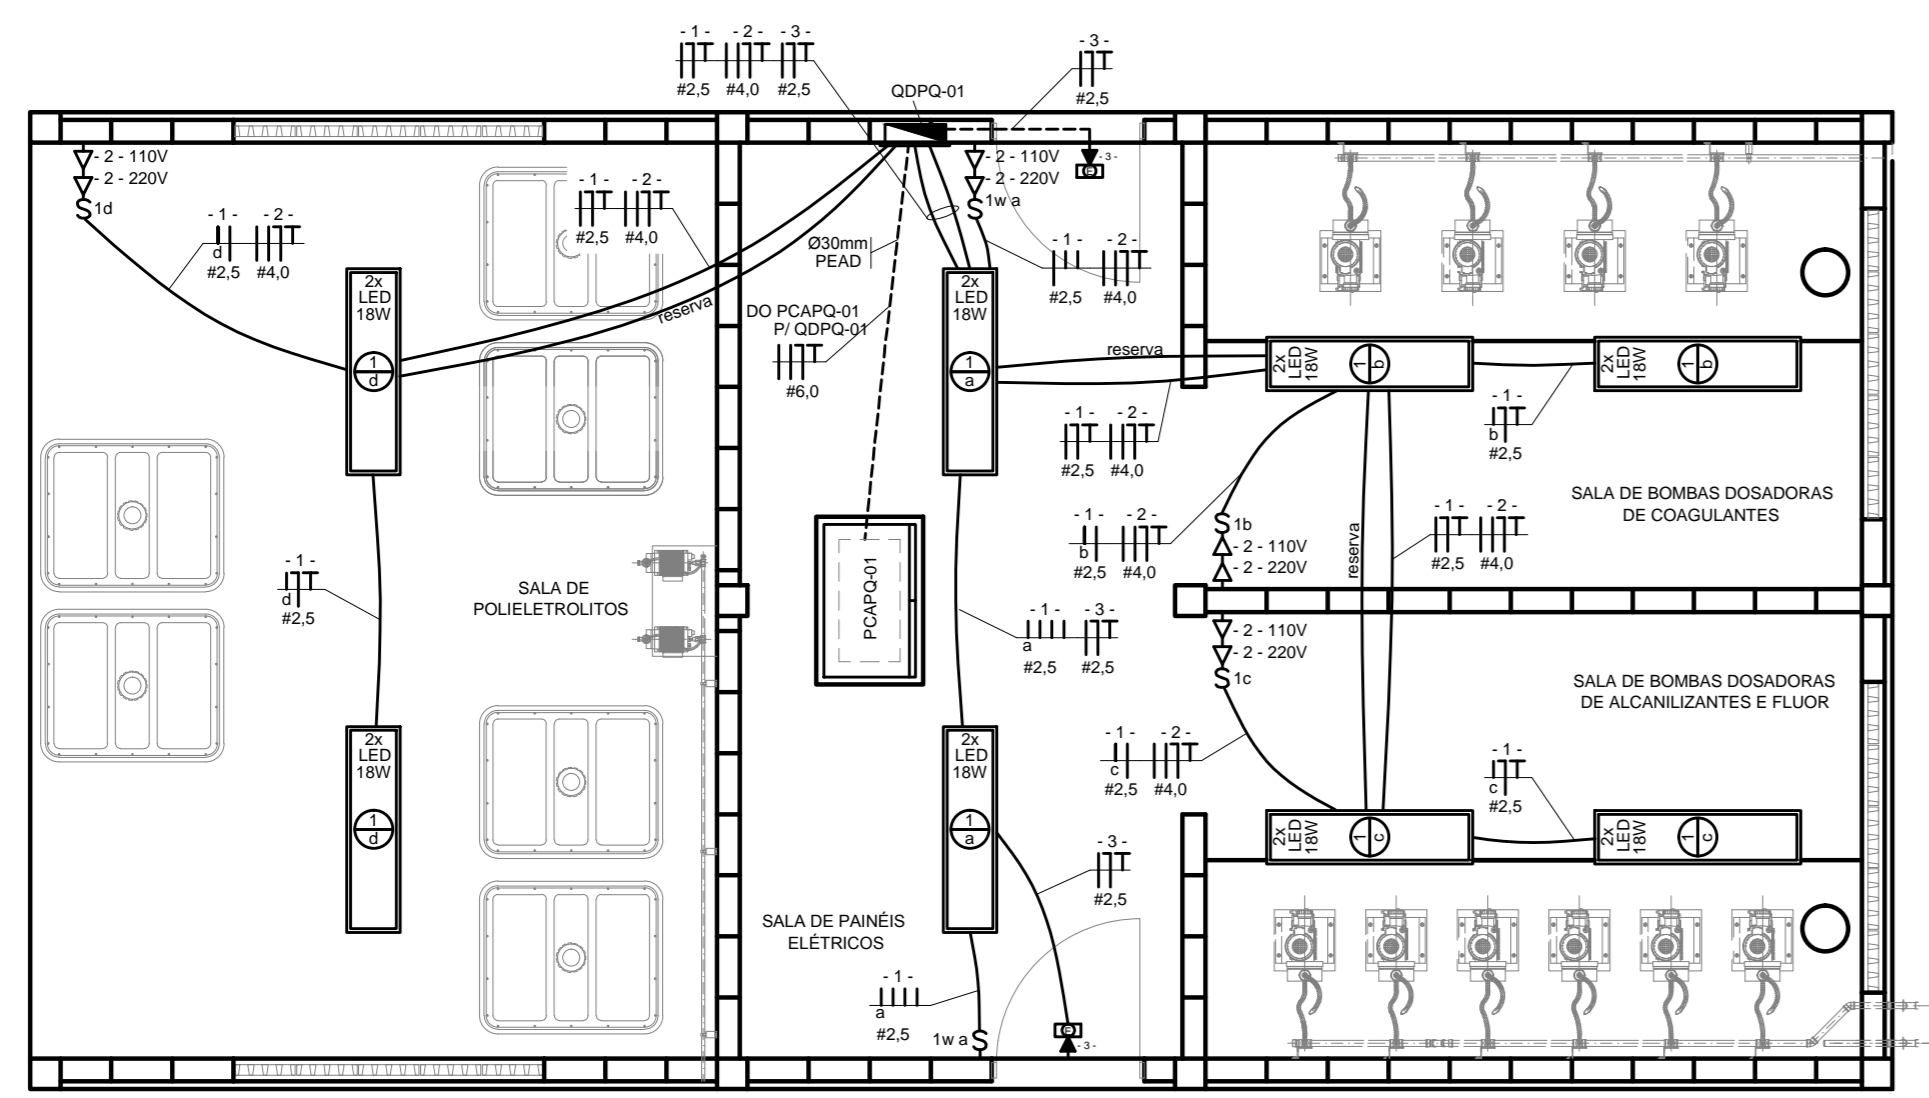 - 1 -   - 2 -   - 3 -
#2,5   #4,0   #2,5
QDPQ-01
- 3 -
#2,5
- 2 - 110V
- 2 - 220V
1d
- 1 -   - 2 -
d
#2,5   #4,0
- 1 -   - 2 -
#2,5   #4,0
- 2 - 110V
- 2 - 220V
1w a
- 3 -
F
Ø30mm
PEAD
- 1 -   - 2 -
#2,5   #4,0
reserva
DO PCAPQ-01
P/ QDPQ-01
#6,0
2x
LED
18W
1
d
2x
LED
18W
1
a
reserva
- 1 -   - 2 -
#2,5   #4,0
2x
LED
18W
1
b
2x
LED
18W
1
b
- 1 -
b
#2,5
SALA DE BOMBAS DOSADORAS
DE COAGULANTES
- 1 -   - 2 -
b
#2,5   #4,0
1b
- 2 - 110V
- 2 - 220V
reserva
- 1 -   - 2 -
#2,5   #4,0
- 1 -
d
#2,5
SALA DE
POLIELETROLITOS
PCAPQ-01
- 1 -   - 3 -
a
#2,5   #2,5
- 2 - 110V
- 2 - 220V
1c
SALA DE BOMBAS DOSADORAS
DE ALCANILIZANTES E FLUOR
- 1 -   - 2 -
c
#2,5   #4,0
- 1 -
c
#2,5
2x
LED
18W
1
d
2x
LED
18W
1
a
2x
LED
18W
1
c
2x
LED
18W
1
c
- 3 -
#2,5
SALA DE PAINÉIS
ELÉTRICOS
- 1 -
a
#2,5
1w a
F
- 3 -